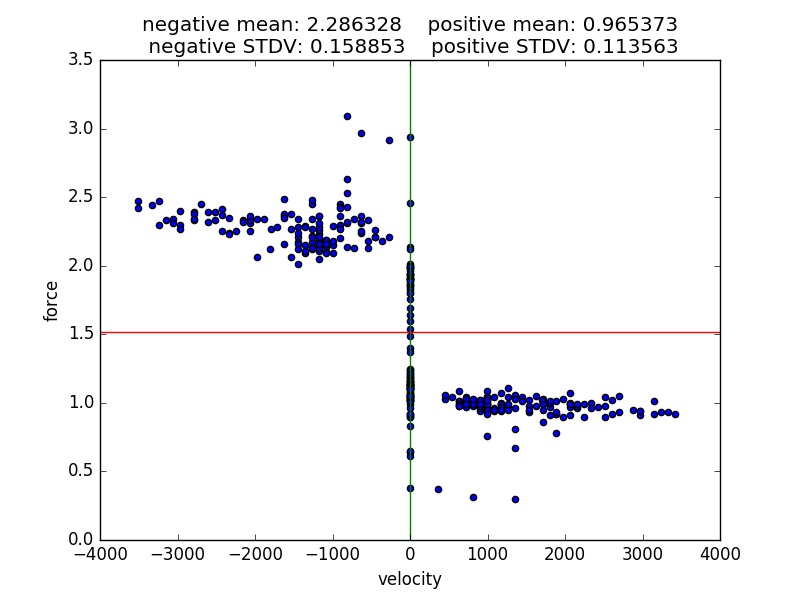 negative mean: 2.286328 positive mean: 0.965373
negative STDV: 0.158853 positive STDV: 0.113563
3.5
3.0
2.5
2.0
1.5
1.0
0.5
0.0
force
−4000 −3000 −2000 −1000 0 1000 2000 3000 4000
velocity